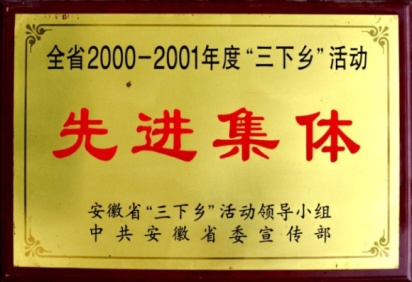 全省2000-2001年度“三下乡”活动
先进集体
安徽省“三下乡”活动领导小组
中共安徽省委宣传部